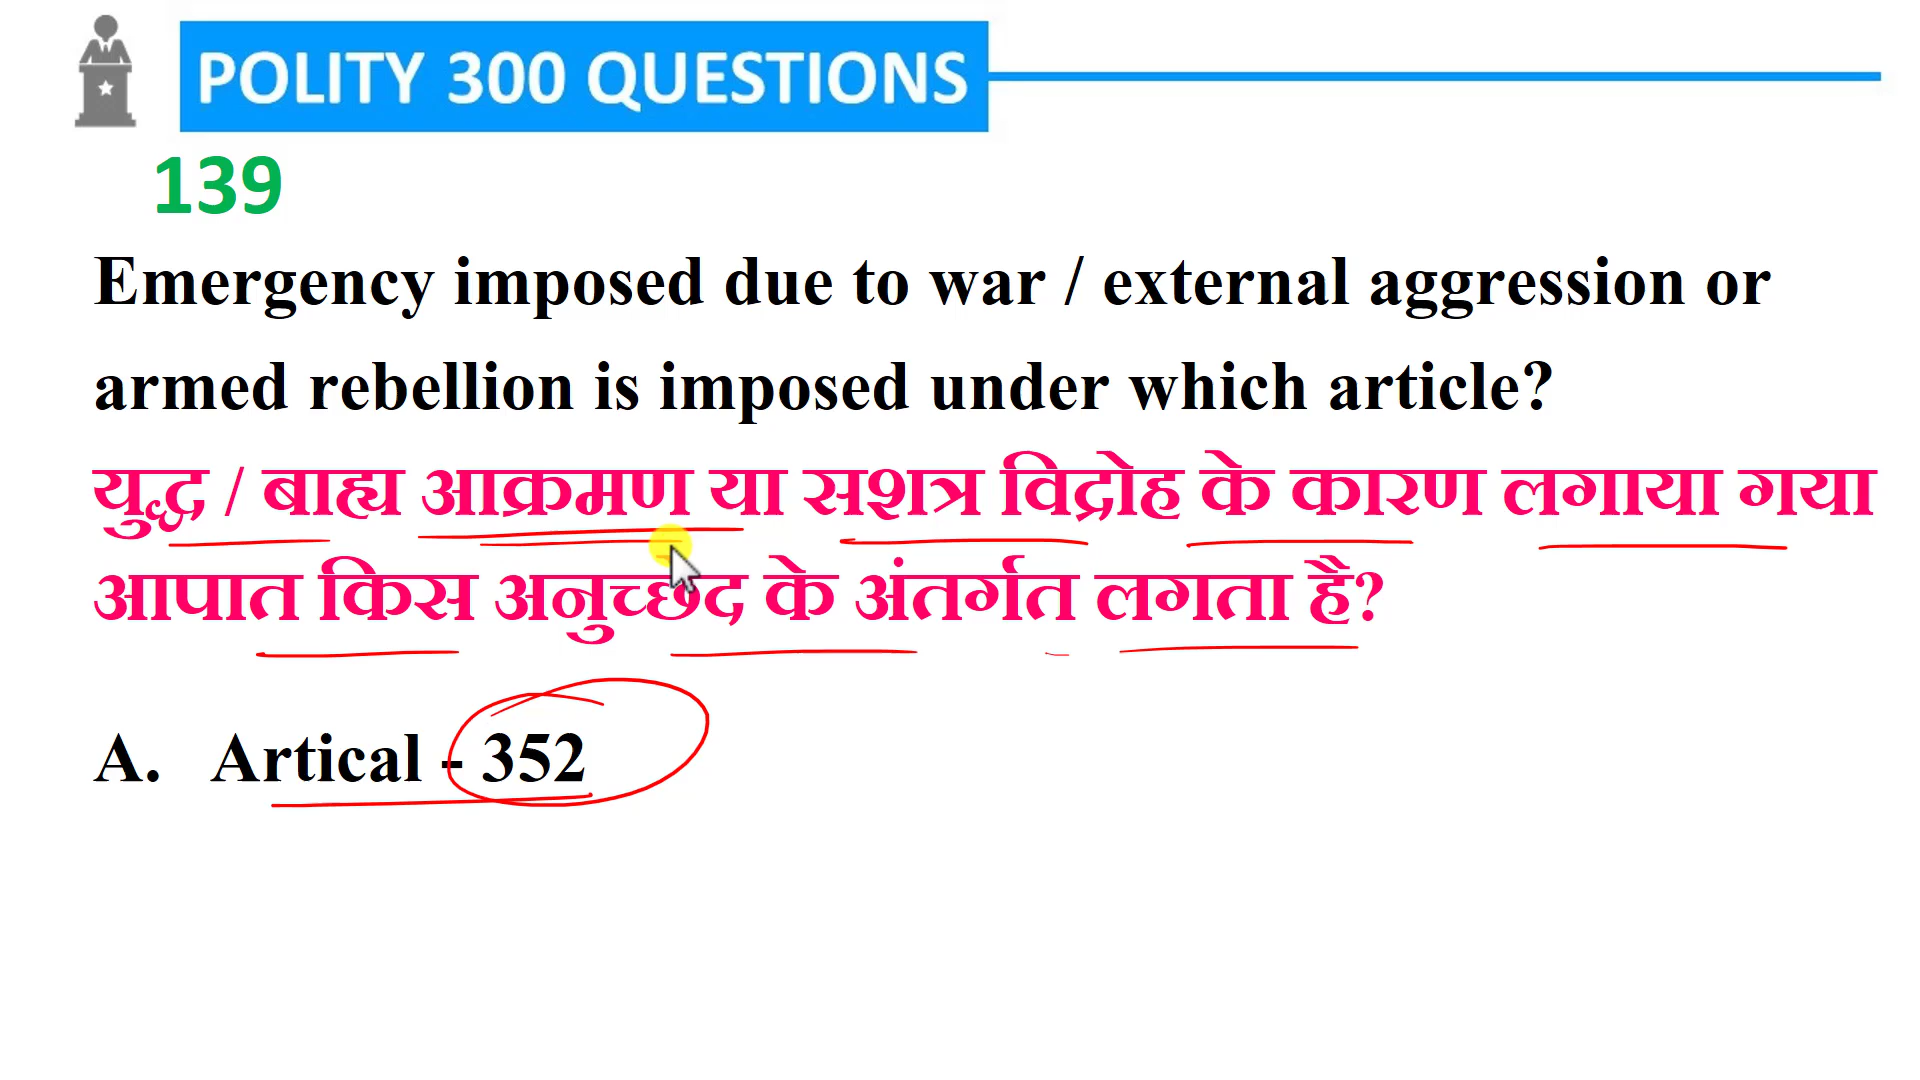 POLITY 300 QUESTIONS
139
Emergency imposed due to war / external aggression or
armed rebellion is imposed under which article?
युद्ध / बाह्य आक्रमण या सशत्र विद्रोह के कारण लगाया गया
आपात किस अनुच्छेद के अंतर्गत लगता है?
A. Artical - 352